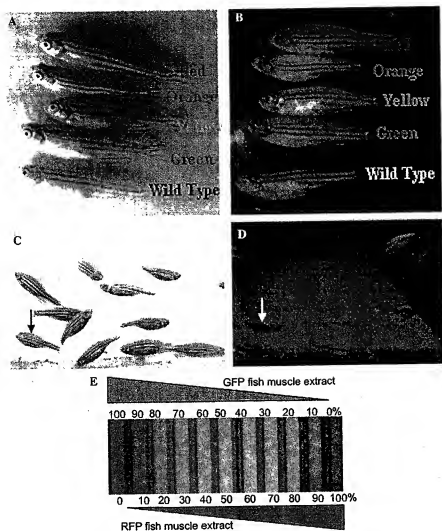 A
Red
Orange
Yellow
Green
Wild Type
B
Orange
Yellow
Green
Wild Type
C
D
E
GFP fish muscle extract
100 90 80 70 60 50 40 30 20 10 0%
0 10 20 30 40 50 60 70 80 90 100%
RFP fish muscle extract